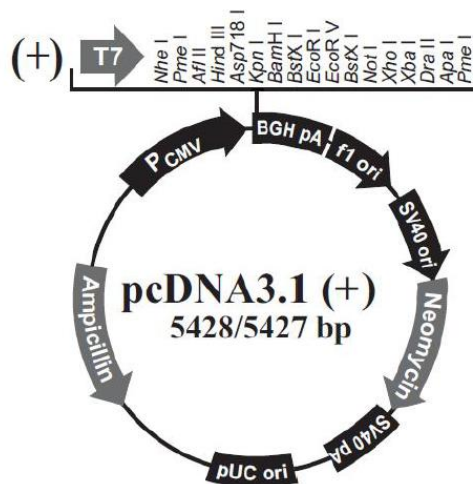 (+) T7 Nhe I Pme I Afl II Hind III Asp718 I Kpn I BamH I BstX I EcoR I EcoR V BstX I Not I Xho I Xba I Dra II Apa I Pme I
PCMV BGH pA f1 ori
SV40 ori
Ampicillin pcDNA3.1 (+) Neomycin
5428/5427 bp
SV40 pA
pUC ori